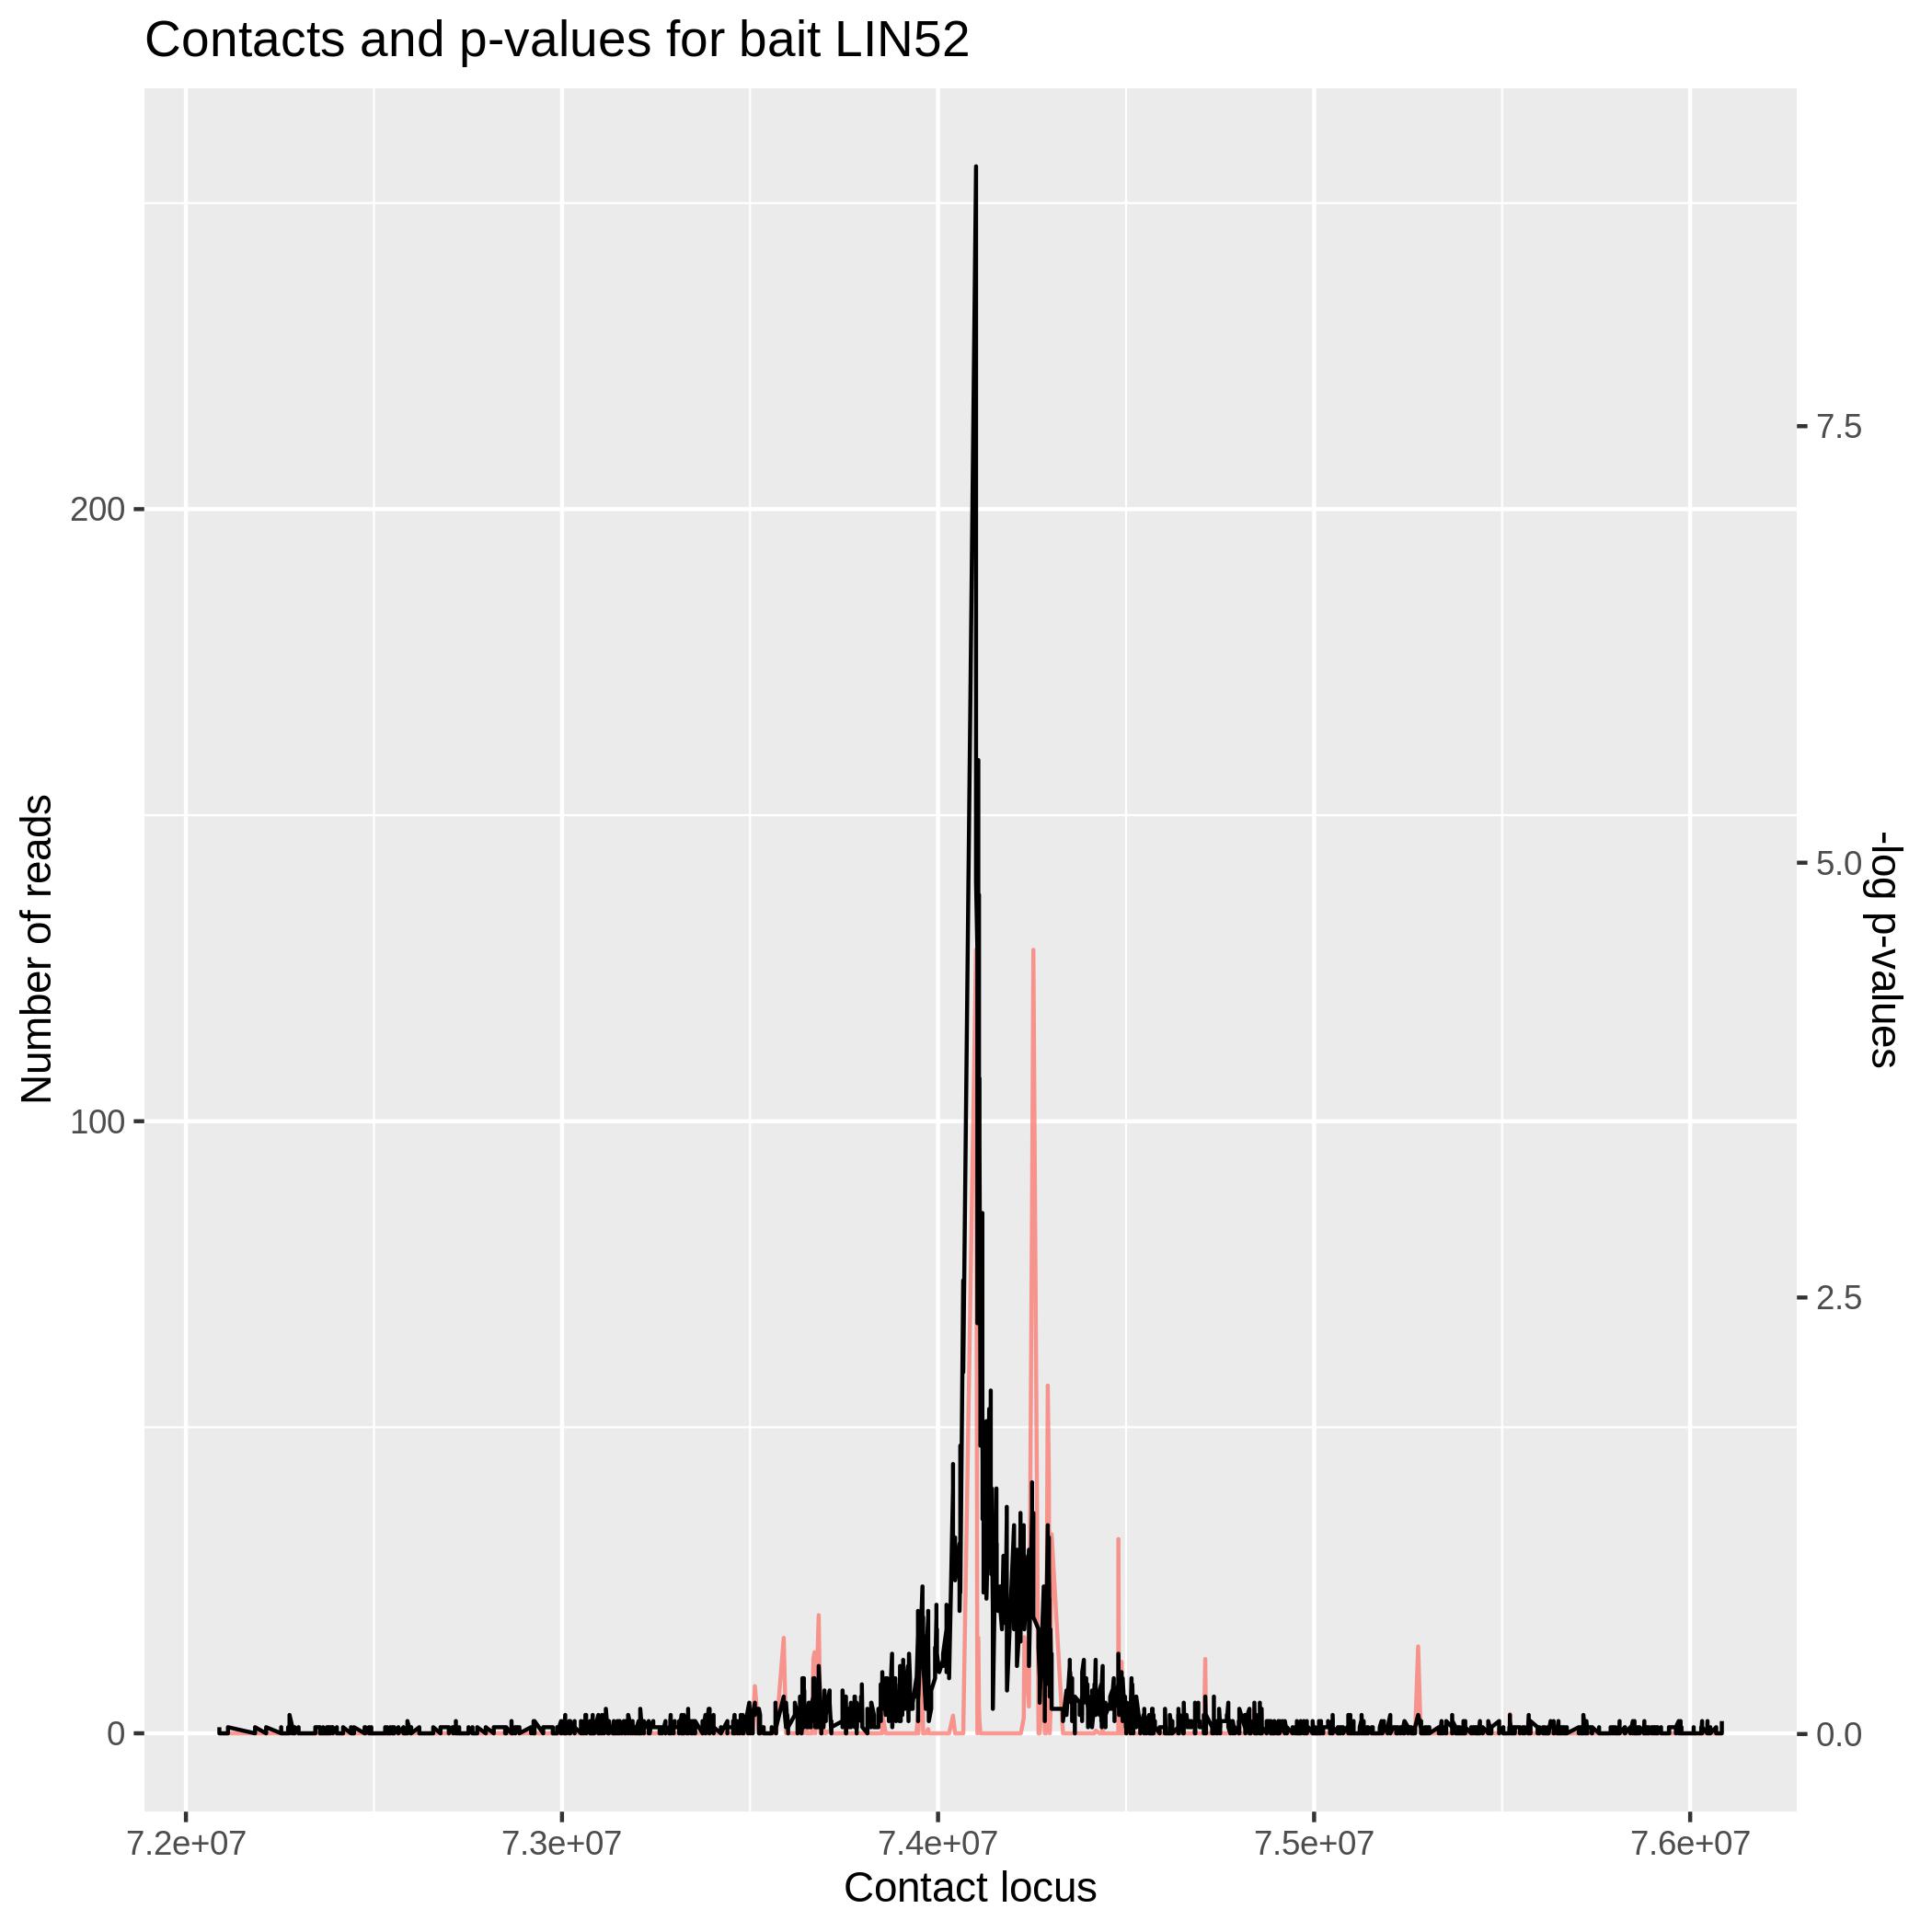 Contacts and p-values for bait LIN52
Number of reads
200
100
0
7.5
5.0
2.5
0.0
-log p-values
7.2e+07
7.3e+07
7.4e+07
7.5e+07
7.6e+07
Contact locus